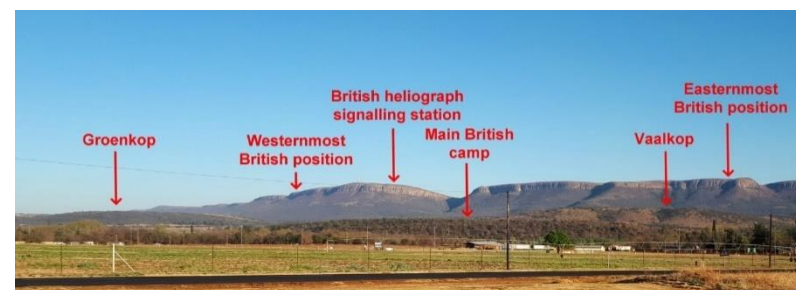 Groenkop
Westernmost
British position
British heliograph
signalling station
Main British
camp
Vaalkop
Easternmost
British position